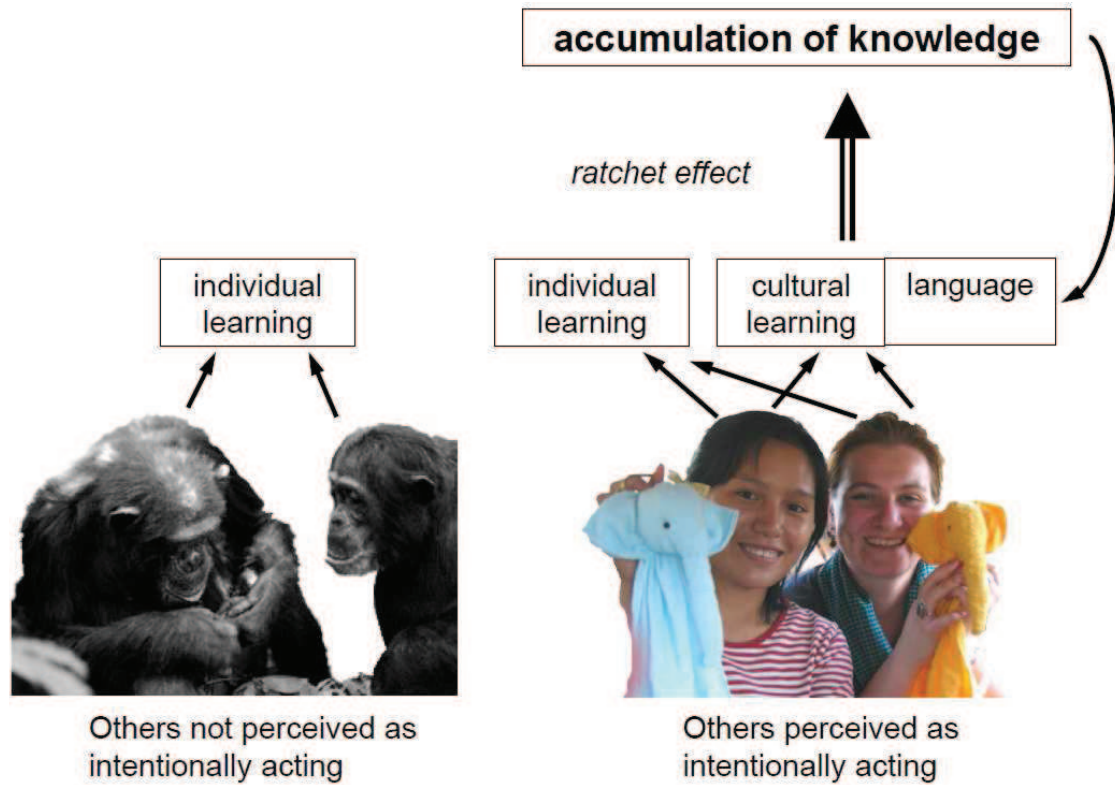 accumulation of knowledge
ratchet effect
individual
learning
individual
learning
cultural
learning
language
Others not perceived as
intentionally acting
Others perceived as
intentionally acting